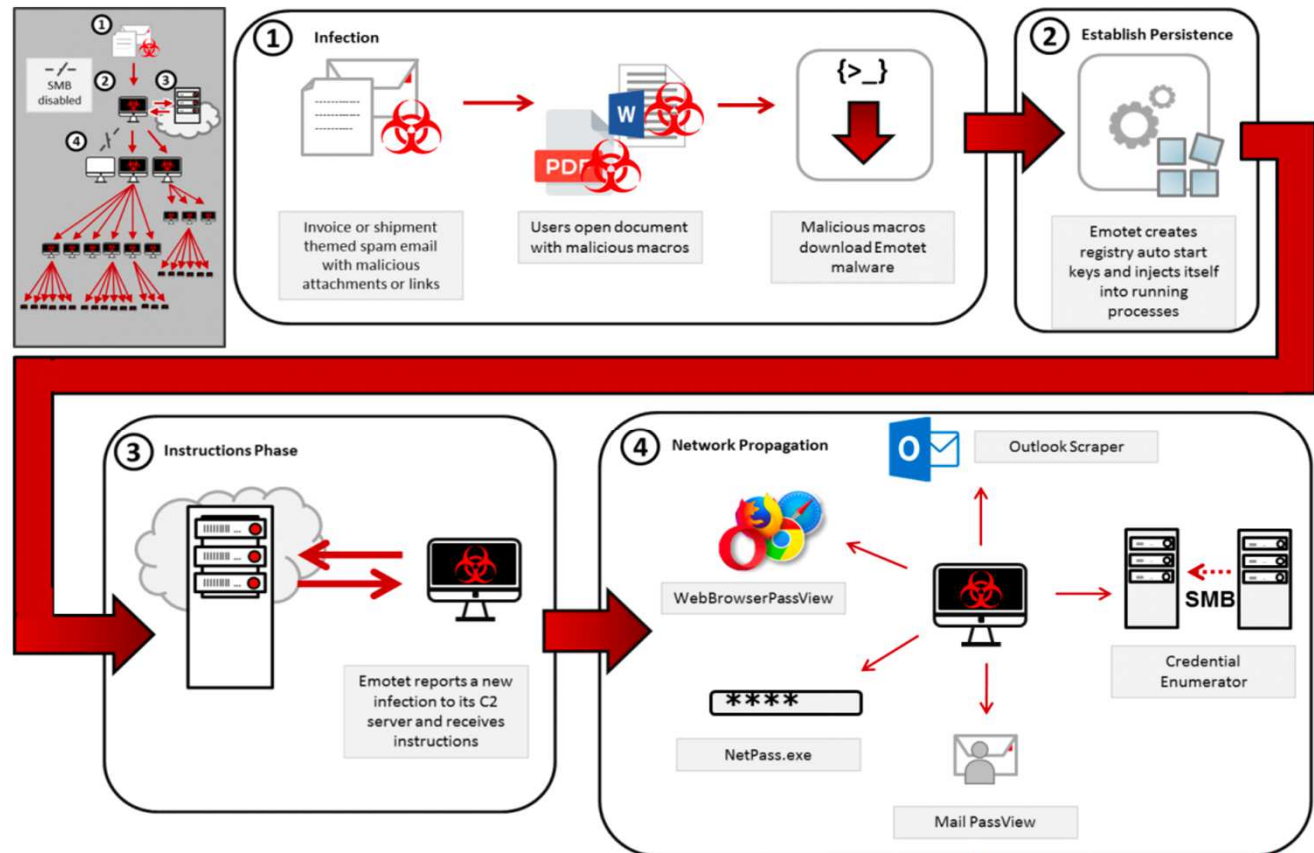 1
– / –
SMB
disabled
2
3
4
1 Infection
{>_}
W
PDF
Invoice or shipment
themed spam email
with malicious
attachments or links
Users open document
with malicious macros
Malicious macros
download Emotet
malware
2 Establish Persistence
Emotet creates
registry auto start
keys and injects itself
into running
processes
3 Instructions Phase
Emotet reports a new
infection to its C2
server and receives
instructions
4 Network Propagation
O
Outlook Scraper
WebBrowserPassView
SMB
Credential
Enumerator
****
NetPass.exe
Mail PassView